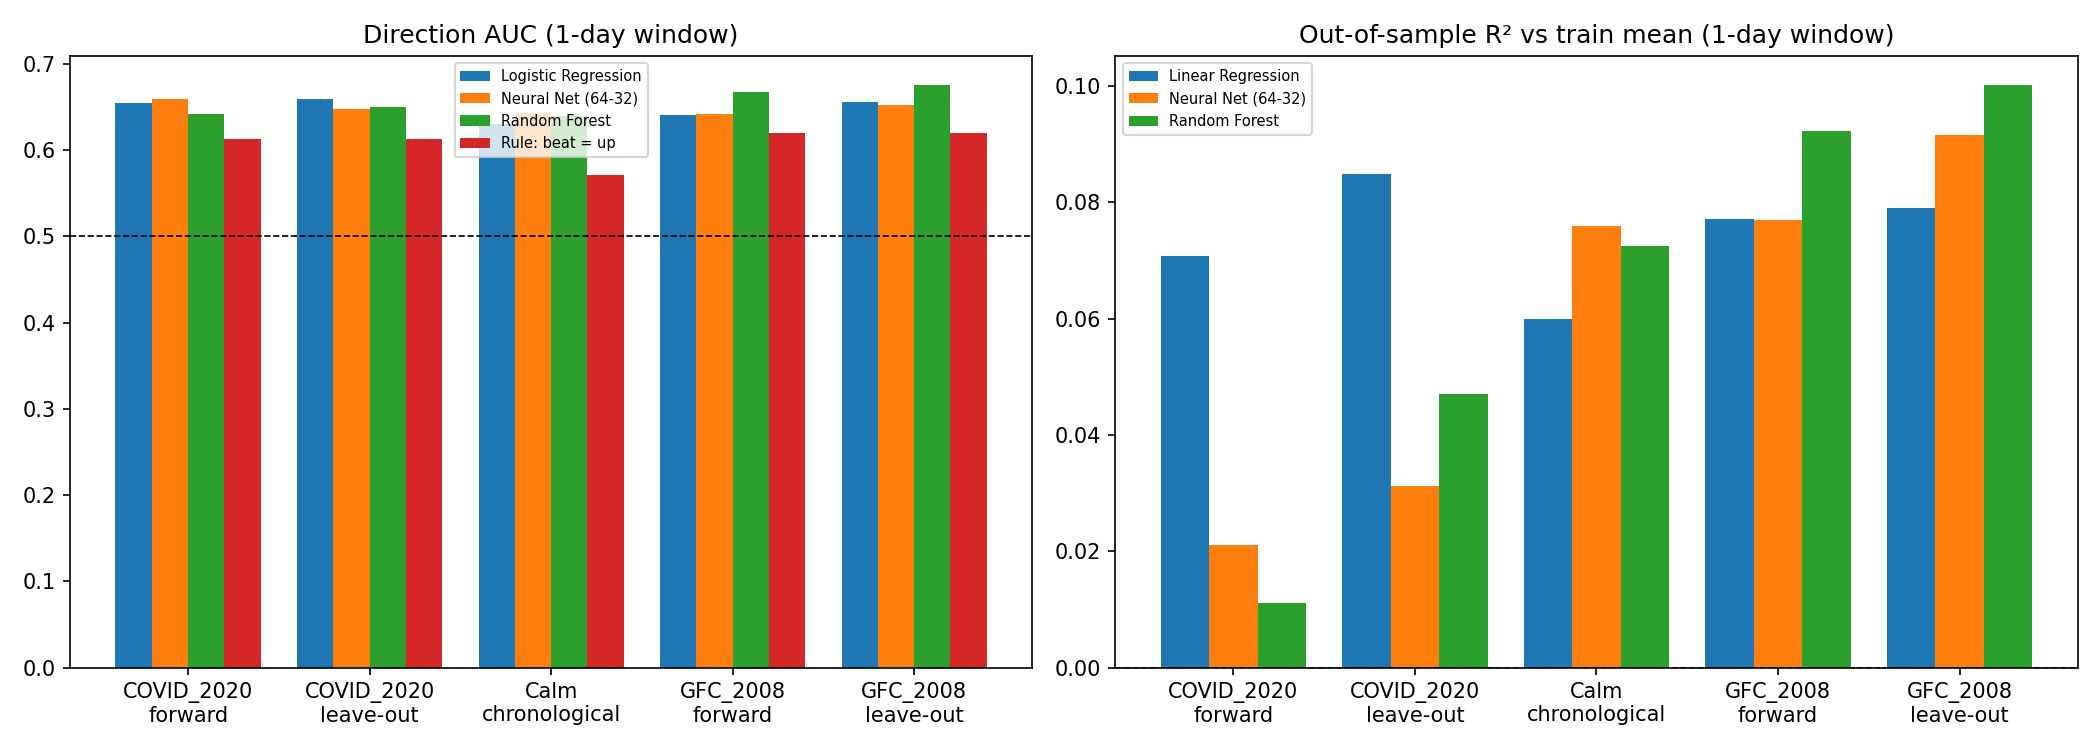 Direction AUC (1-day window)
0.7
0.6
0.5
0.4
0.3
0.2
0.1
0.0
Logistic Regression
Neural Net (64-32)
Random Forest
Rule: beat = up
COVID_2020
forward
COVID_2020
leave-out
Calm
chronological
GFC_2008
forward
GFC_2008
leave-out
Out-of-sample R² vs train mean (1-day window)
0.10
0.08
0.06
0.04
0.02
0.00
Linear Regression
Neural Net (64-32)
Random Forest
COVID_2020
forward
COVID_2020
leave-out
Calm
chronological
GFC_2008
forward
GFC_2008
leave-out